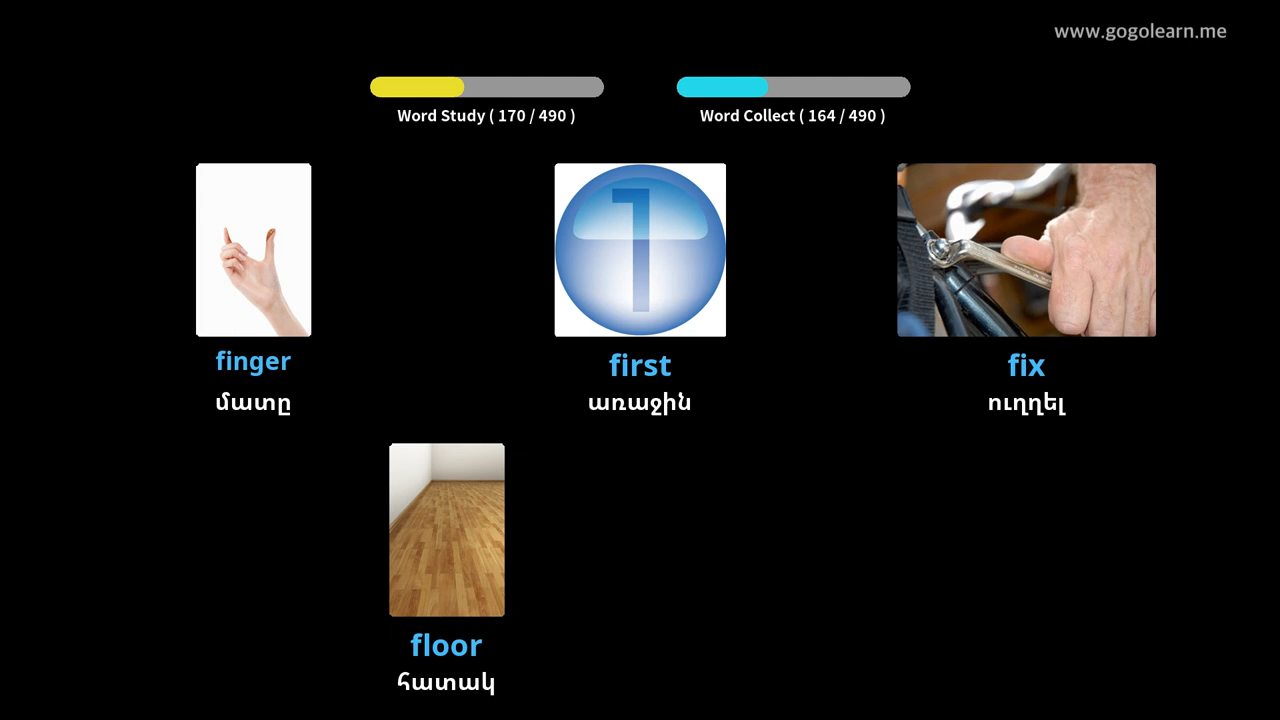 www.gogolearn.me
Word Study ( 170 / 490 )
Word Collect ( 164 / 490 )
1
finger
first
fix
մատը
առաջին
ուղղել
floor
հատակ